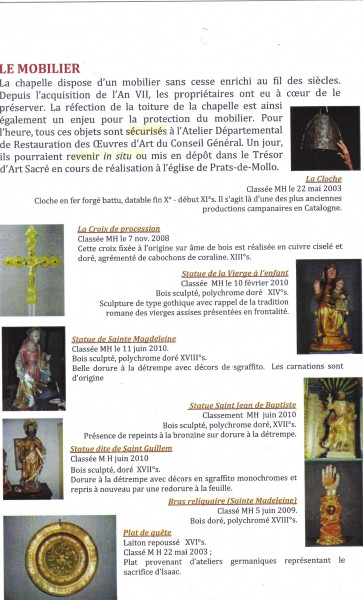 LE MOBILIER
La chapelle dispose d'un mobilier sans cesse enrichi au fil des siècles.
Depuis l'acquisition de l'An VII, les propriétaires ont eu à cœur de le
préserver. La réfection de la toiture de la chapelle est ainsi
également un enjeu pour la protection du mobilier. Pour
l'heure, tous ces objets sont sécurisés à l'Atelier Départemental
de Restauration des Œuvres d'Art du Conseil Général. Un jour,
ils pourraient revenir in situ ou mis en dépôt dans le Trésor
d'Art Sacré en cours de réalisation à l'église de Prats-de-Mollo.
La Cloche
Classée MH le 22 mai 2003
Cloche en fer forgé battu, datable fin X° - début XI°s. Il s'agit là d'une des plus anciennes
productions campanaires en Catalogne.
La Croix de procession
Classée MH le 7 nov. 2008
Cette croix fixée à l'origine sur âme de bois est réalisée en cuivre ciselé et
doré, agrémenté de cabochons de coraline. XIII°s.
Statue de la Vierge à l'enfant
Classée MH le 10 février 2010
Bois sculpté, polychrome doré XIV°s.
Sculpture de type gothique avec rappel de la tradition
romane des vierges assises présentées en frontalité.
Statue de Sainte Magdeleine
Classée MH le 11 juin 2010.
Bois sculpté, polychrome doré XVI°s.
Belle dorure à la détrempe avec décors de sgraffito. Les carnations sont
d'origine
Statue Saint Jean de Baptiste
Classement MH juin 2010
Bois sculpté, polychrome doré, XVI°s.
Présence de repeints à la bronzine sur dorure à la détrempe.
Statue dite de Saint Guillem
Classée M H juin 2010
Bois sculpté, doré XVII°s.
Dorure à la détrempe avec décors en sgraffito monochromes et
repris à nouveau par une redorure à la feuille.
Bras reliquaire (Sainte Madeleine)
Classé MH 5 juin 2009.
Bois doré, polychromé XVIII°s.
Plat de quête
Laiton repoussé XVI°s.
Classé M H 22 mai 2003 ;
Plat provenant d'ateliers germaniques représentant le
sacrifice d'Isaac.